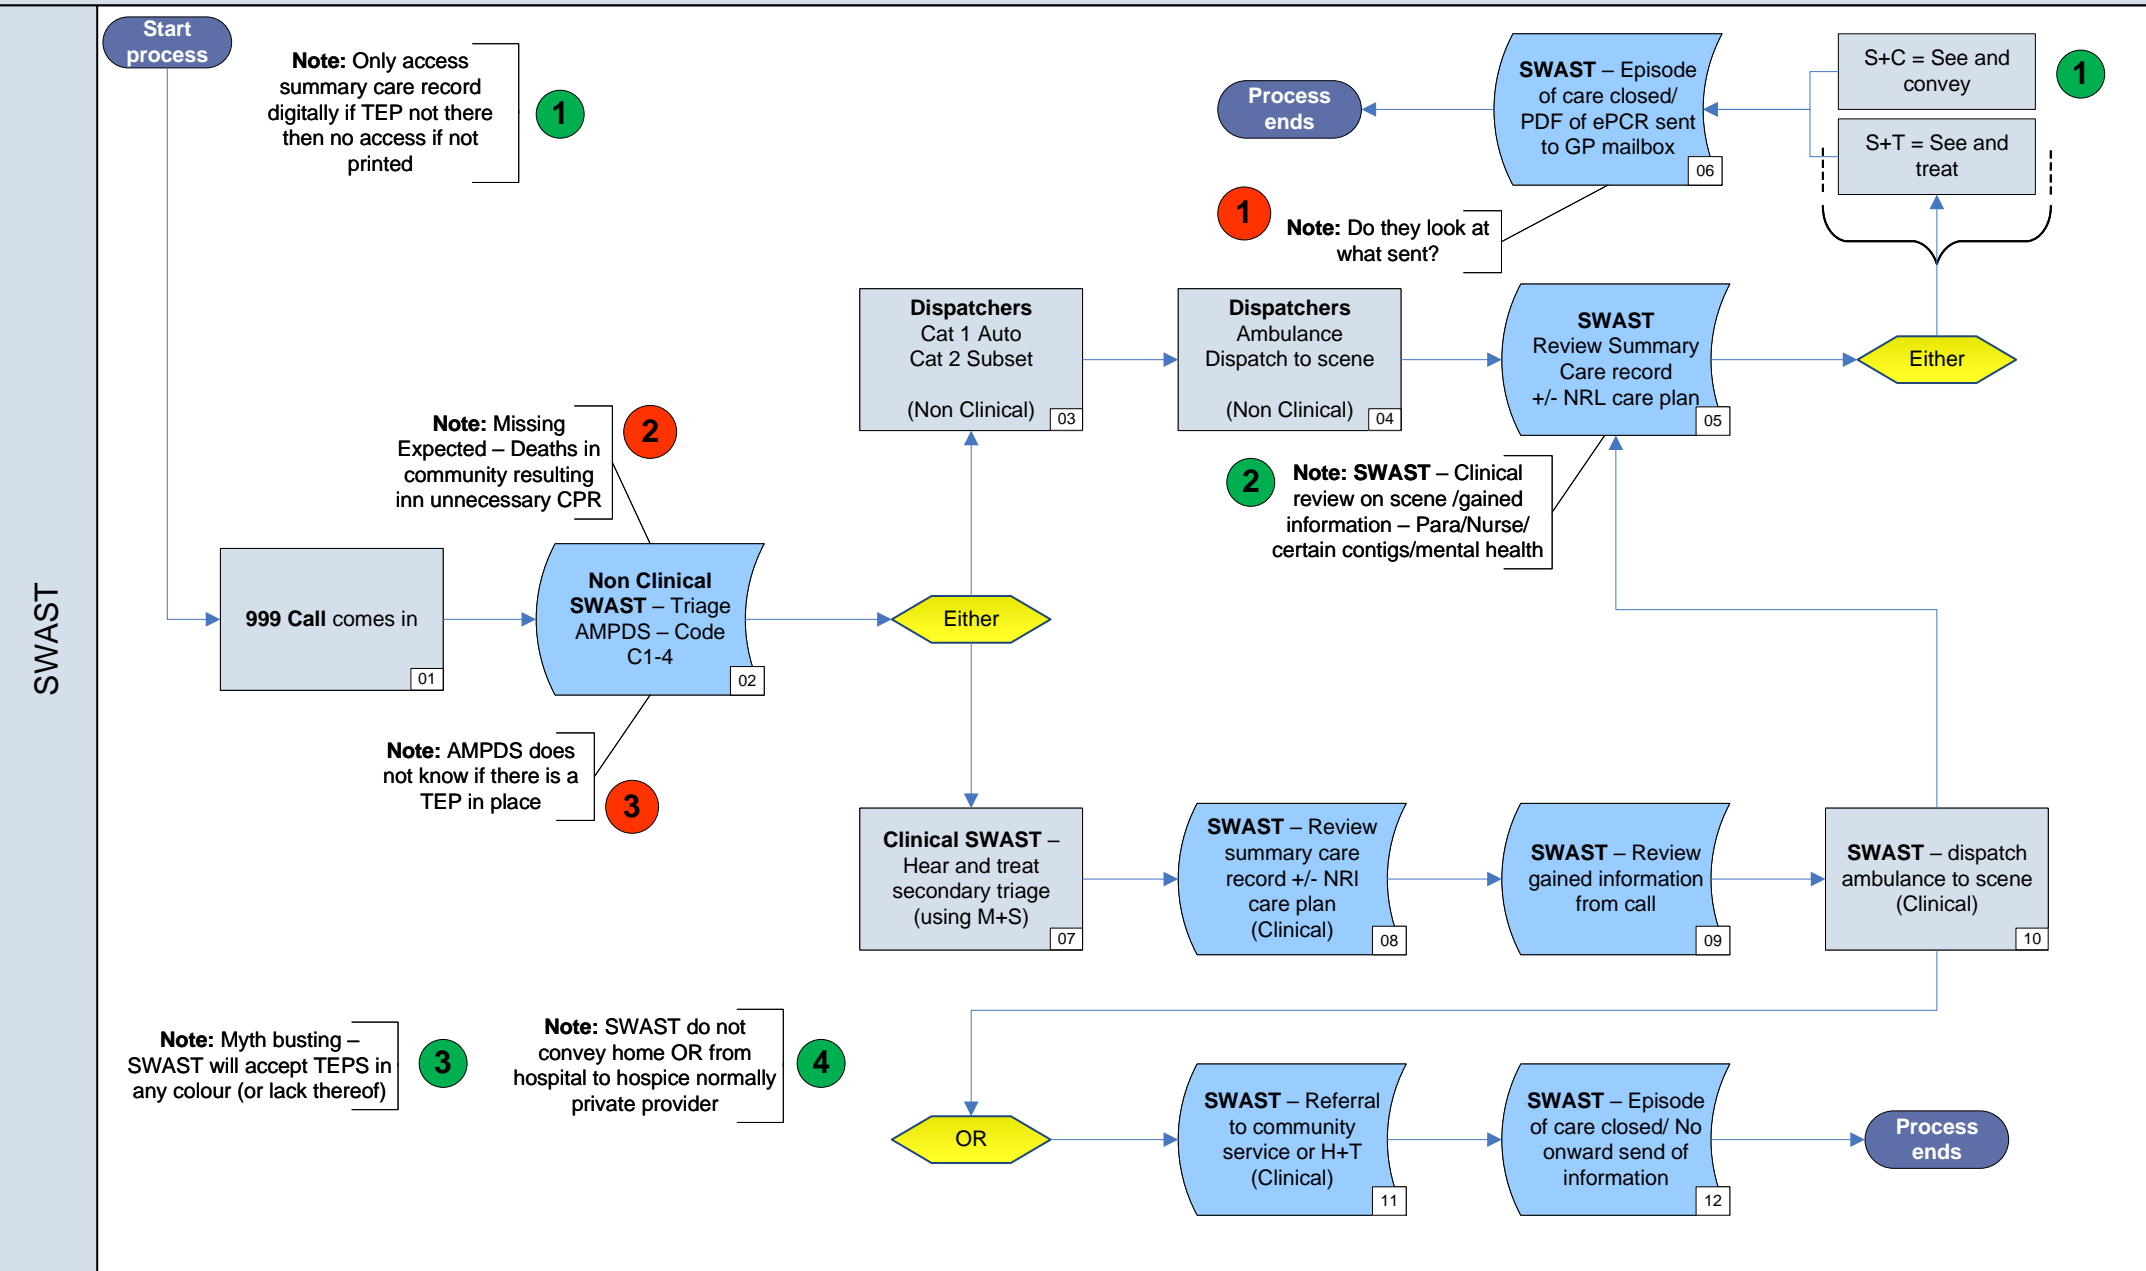 SWAST
Start
process
Note: Only access
summary care record
digitally if TEP not there
then no access if not
printed
1
Process
ends
SWAST – Episode
of care closed/
PDF of ePCR sent
to GP mailbox
06
S+C = See and
convey
1
S+T = See and
treat
1
Note: Do they look at
what sent?
Dispatchers
Cat 1 Auto
Cat 2 Subset
(Non Clinical)
03
Dispatchers
Ambulance
Dispatch to scene
(Non Clinical)
04
SWAST
Review Summary
Care record
+/- NRL care plan
05
Either
Note: Missing
Expected – Deaths in
community resulting
inn unnecessary CPR
2
2
Note: SWAST – Clinical
review on scene /gained
information – Para/Nurse/
certain contigs/mental health
999 Call comes in
01
Non Clinical
SWAST – Triage
AMPDS – Code
C1-4
02
Either
Note: AMPDS does
not know if there is a
TEP in place
3
Clinical SWAST –
Hear and treat
secondary triage
(using M+S)
07
SWAST – Review
summary care
record +/- NRI
care plan
(Clinical)
08
SWAST – Review
gained information
from call
09
SWAST – dispatch
ambulance to scene
(Clinical)
10
Note: Myth busting –
SWAST will accept TEPS in
any colour (or lack thereof)
3
Note: SWAST do not
convey home OR from
hospital to hospice normally
private provider
4
OR
SWAST – Referral
to community
service or H+T
(Clinical)
11
SWAST – Episode
of care closed/ No
onward send of
information
12
Process
ends